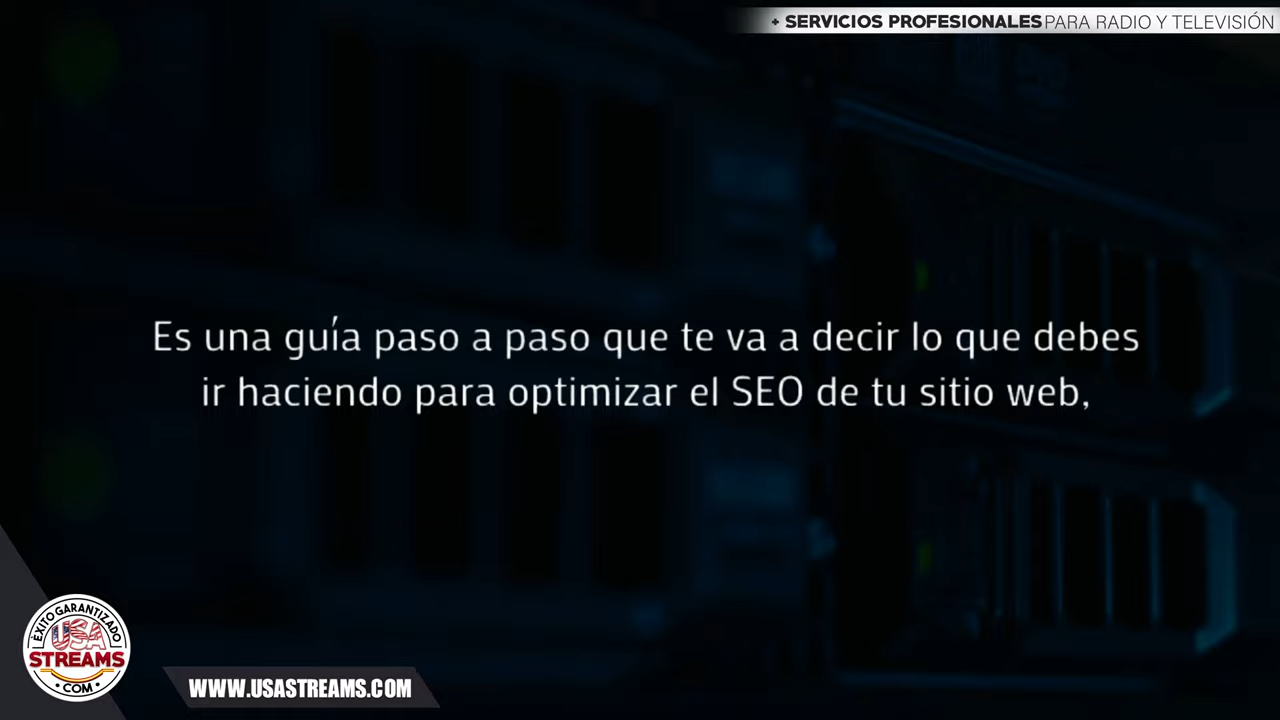 + SERVICIOS PROFESIONALES PARA RADIO Y TELEVISIÓN
Es una guía paso a paso que te va a decir lo que debes
ir haciendo para optimizar el SEO de tu sitio web,
ÉXITO GARANTIZADO
USA
STREAMS
• COM •
WWW.USASTREAMS.COM